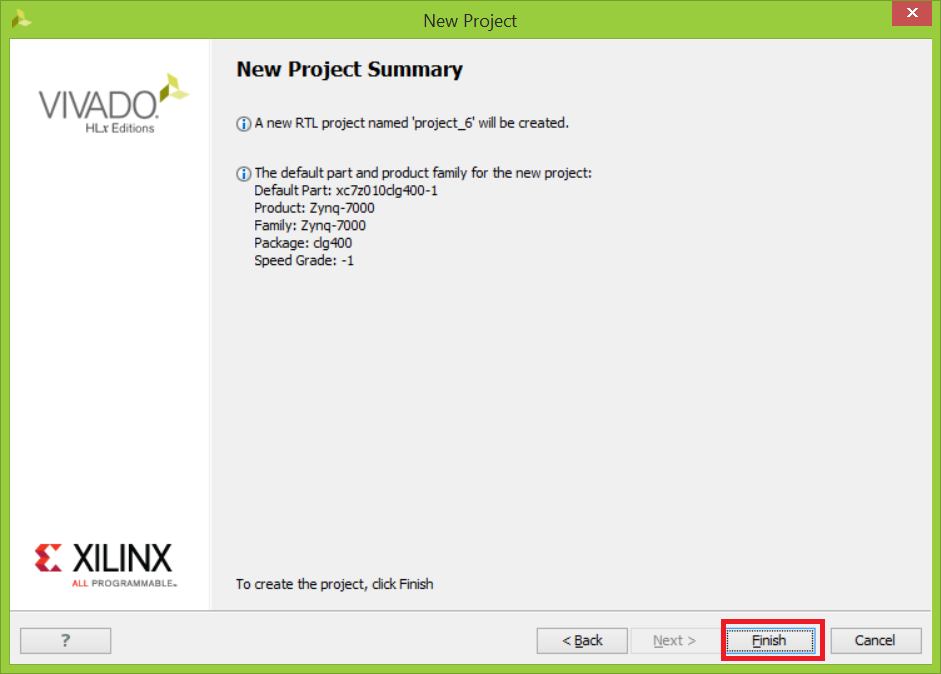 New Project
VIVADO.
HLx Editions
New Project Summary
A new RTL project named 'project_6' will be created.
The default part and product family for the new project:
Default Part: xc7z010clg400-1
Product: Zynq-7000
Family: Zynq-7000
Package: clg400
Speed Grade: -1
XILINX
ALL PROGRAMMABLE™
To create the project, click Finish
?
< Back
Next >
Finish
Cancel